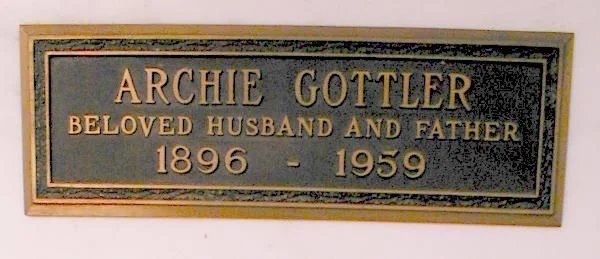 ARCHIE GOTTLER
BELOVED HUSBAND AND FATHER
1896 - 1959